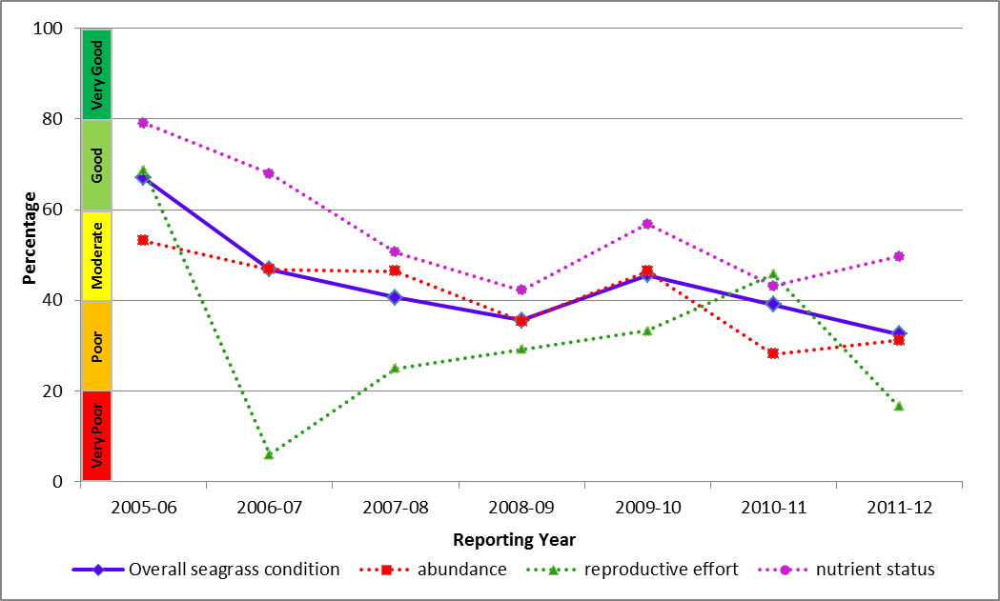 100
80
60
40
20
0
Percentage
Very Good
Good
Moderate
Poor
Very Poor
2005-06 2006-07 2007-08 2008-09 2009-10 2010-11 2011-12
Reporting Year
Overall seagrass condition abundance reproductive effort nutrient status